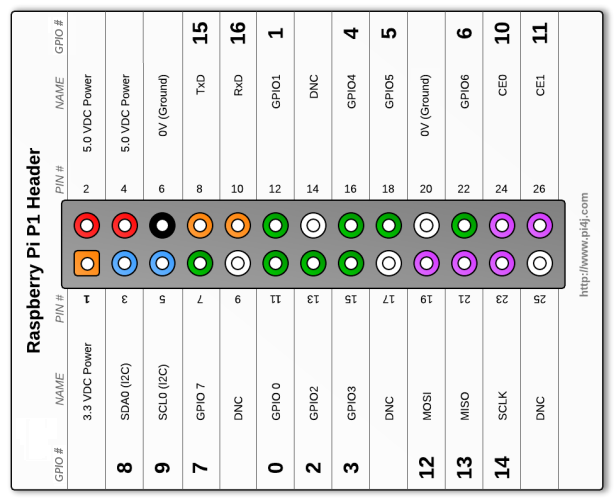 Raspberry Pi P1 Header
GPIO # 15 16 1 4 5 6 10 11
NAME 5.0 VDC Power 5.0 VDC Power 0V (Ground) TxD RxD GPIO1 DNC GPIO4 GPIO5 0V (Ground) GPIO6 CE0 CE1
PIN # 2 4 6 8 10 12 14 16 18 20 22 24 26
PIN # 1 3 5 7 9 11 13 15 17 19 21 23 25
NAME 3.3 VDC Power SDA0 (I2C) SCL0 (I2C) GPIO 7 DNC GPIO 0 GPIO2 GPIO3 DNC MOSI MISO SCLK DNC
GPIO # 8 9 7 0 2 3 12 13 14
http://www.pi4j.com